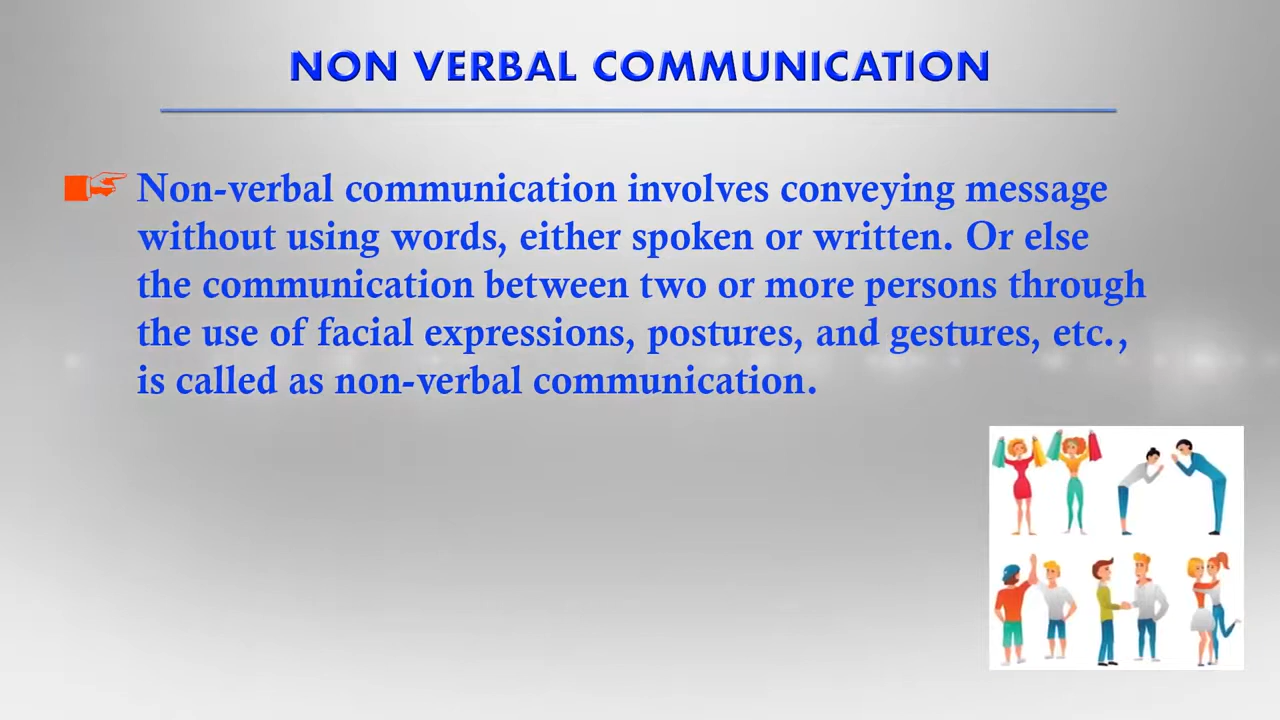 NON VERBAL COMMUNICATION
Non-verbal communication involves conveying message
without using words, either spoken or written. Or else
the communication between two or more persons through
the use of facial expressions, postures, and gestures, etc.,
is called as non-verbal communication.